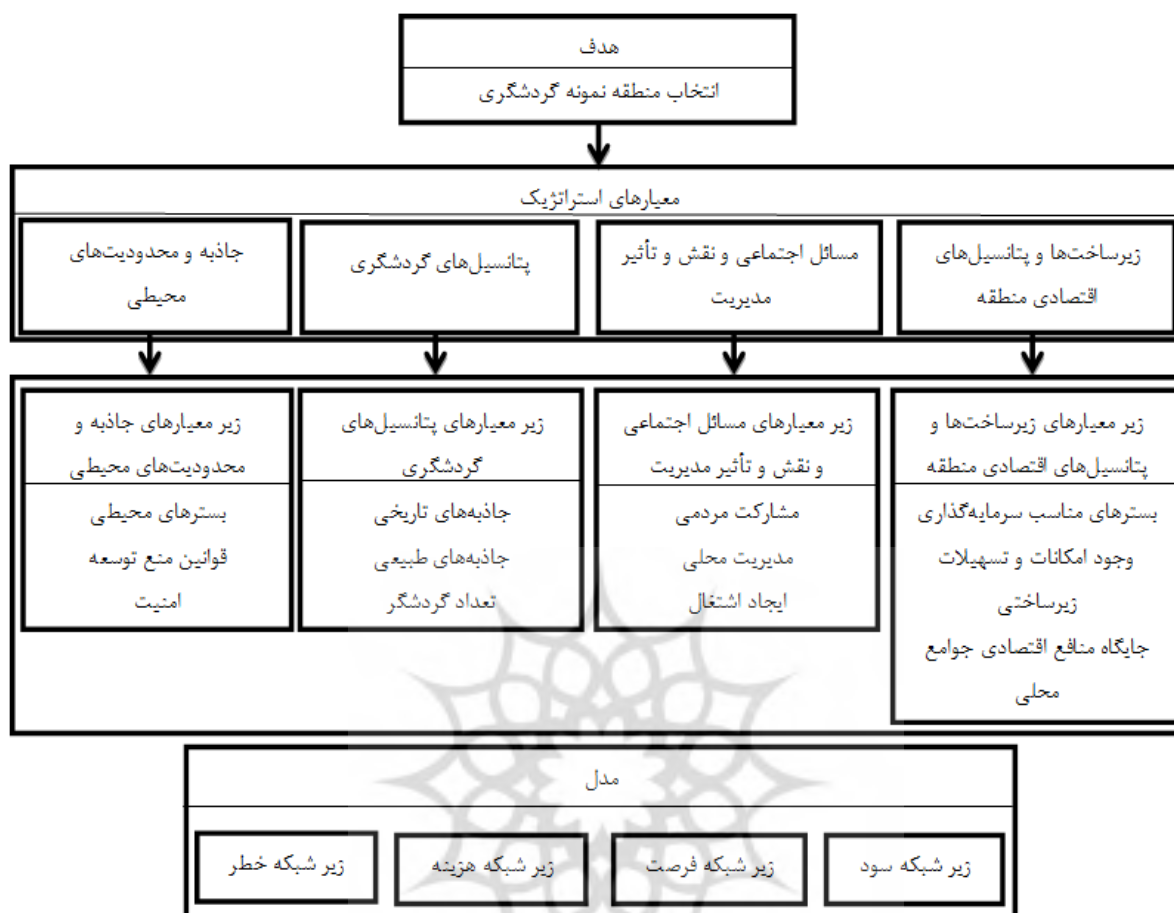 هدف
انتخاب منطقه نمونه گردشگری
معیارهای استراتژیک
زیرساخت‌ها و پتانسیل‌های
اقتصادی منطقه
مسائل اجتماعی و نقش و تأثیر
مدیریت
پتانسیل‌های گردشگری
جاذبه و محدودیت‌های
محیطی
زیر معیارهای زیرساخت‌ها و
پتانسیل‌های اقتصادی منطقه
بسترهای مناسب سرمایه‌گذاری
وجود امکانات و تسهیلات
زیرساختی
جایگاه منافع اقتصادی جوامع
محلی
زیر معیارهای مسائل اجتماعی
و نقش و تأثیر مدیریت
مشارکت مردمی
مدیریت محلی
ایجاد اشتغال
زیر معیارهای پتانسیل‌های
گردشگری
جاذبه‌های تاریخی
جاذبه‌های طبیعی
تعداد گردشگر
زیر معیارهای جاذبه و
محدودیت‌های محیطی
بسترهای محیطی
قوانین منع توسعه
امنیت
مدل
زیر شبکه سود
زیر شبکه فرصت
زیر شبکه هزینه
زیر شبکه خطر